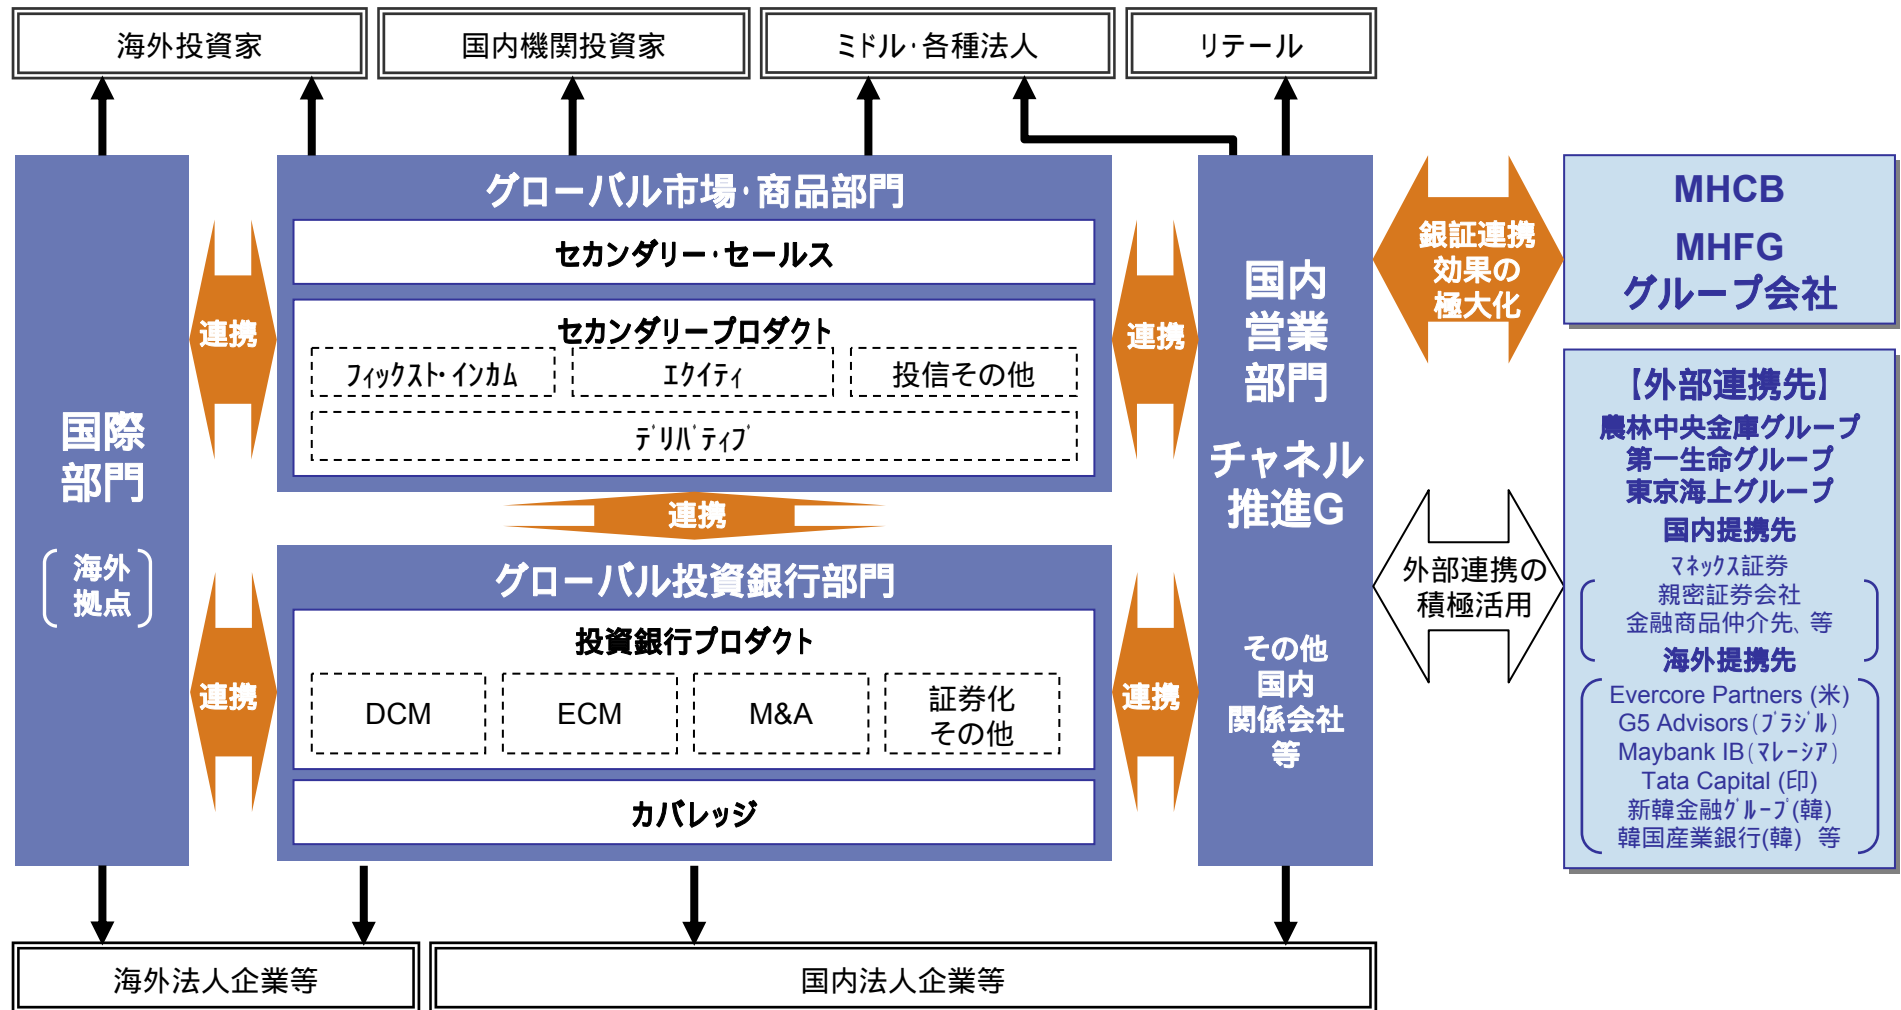 海外投資家
国内機関投資家
ミドル・各種法人
リテール
グローバル市場・商品部門
セカンダリー・セールス
セカンダリープロダクト
フィックスト・インカム
エクイティ
投信その他
デリバティブ
連携
連携
連携
国際
部門
海外
拠点
グローバル投資銀行部門
投資銀行プロダクト
DCM
ECM
M&A
証券化
その他
カバレッジ
連携
連携
国内
営業
部門
チャネル
推進G
その他
国内
関係会社
等
銀証連携
効果の
極大化
外部連携の
積極活用
MHCB
MHFG
グループ会社
【外部連携先】
農林中央金庫グループ
第一生命グループ
東京海上グループ
国内提携先
マネックス証券
親密証券会社
金融商品仲介先、等
海外提携先
Evercore Partners (米)
G5 Advisors(ブラジル)
Maybank IB(マレーシア)
Tata Capital (印)
新韓金融グループ(韓)
韓国産業銀行(韓) 等
海外法人企業等
国内法人企業等